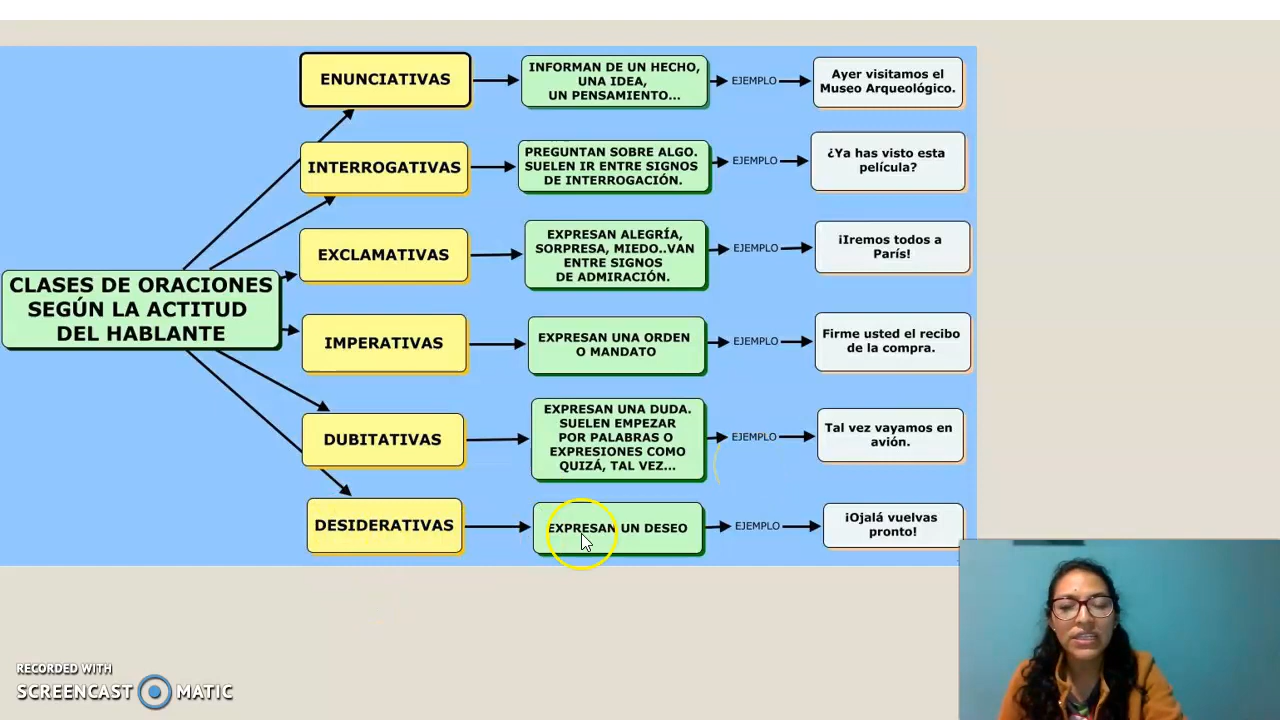 ENUNCIATIVAS
INFORMAN DE UN HECHO,
UNA IDEA,
UN PENSAMIENTO...
EJEMPLO
Ayer visitamos el
Museo Arqueológico.
INTERROGATIVAS
PREGUNTAN SOBRE ALGO.
SUELEN IR ENTRE SIGNOS
DE INTERROGACIÓN.
EJEMPLO
¿Ya has visto esta
película?
EXCLAMATIVAS
EXPRESAN ALEGRÍA,
SORPRESA, MIEDO..VAN
ENTRE SIGNOS
DE ADMIRACIÓN.
EJEMPLO
¡Iremos todos a
París!
CLASES DE ORACIONES
SEGÚN LA ACTITUD
DEL HABLANTE
IMPERATIVAS
EXPRESAN UNA ORDEN
O MANDATO
EJEMPLO
Firme usted el recibo
de la compra.
DUBITATIVAS
EXPRESAN UNA DUDA.
SUELEN EMPEZAR
POR PALABRAS O
EXPRESIONES COMO
QUIZÁ, TAL VEZ...
EJEMPLO
Tal vez vayamos en
avión.
DESIDERATIVAS
EXPRESAN UN DESEO
EJEMPLO
¡Ojalá vuelvas
pronto!
RECORDED WITH
SCREENCAST MATIC